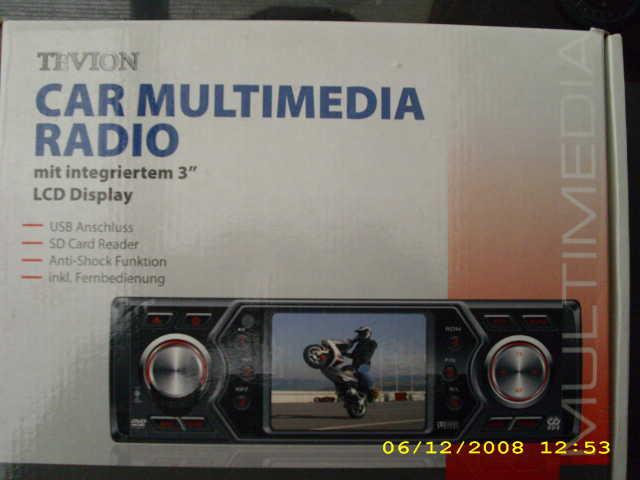 TEVION
CAR MULTIMEDIA
RADIO
mit integriertem 3”
LCD Display
— USB Anschluss
— SD Card Reader
— Anti-Shock Funktion
— inkl. Fernbedienung
MULTIMEDIA
06/12/2008 12:53